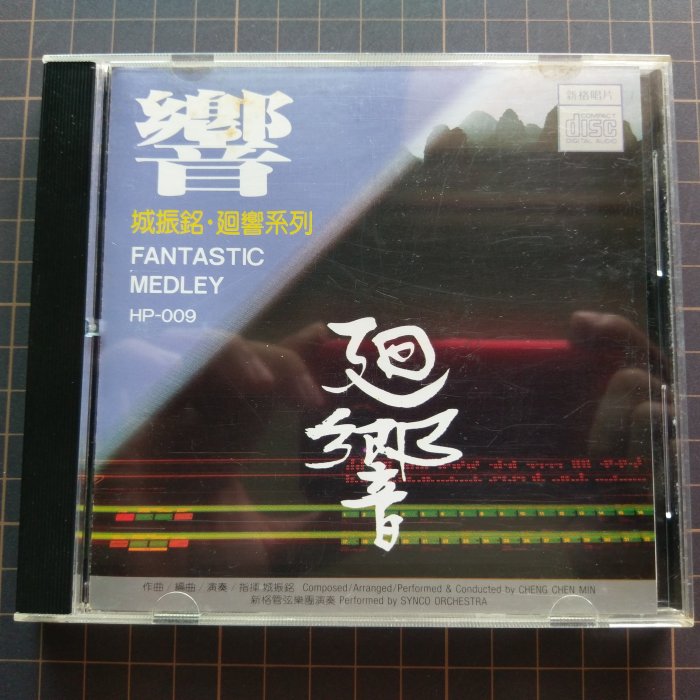 響
城振銘·廻響系列
FANTASTIC
MEDLEY
HP-009
新格唱片
COMPACT
disc
DIGITAL AUDIO
廻響
作曲/編曲/演奏/指揮 城振銘 Composed/Arranged/Performed & Conducted by CHENG CHEN MIN
新格管弦樂團演奏 Performed by SYNCO ORCHESTRA